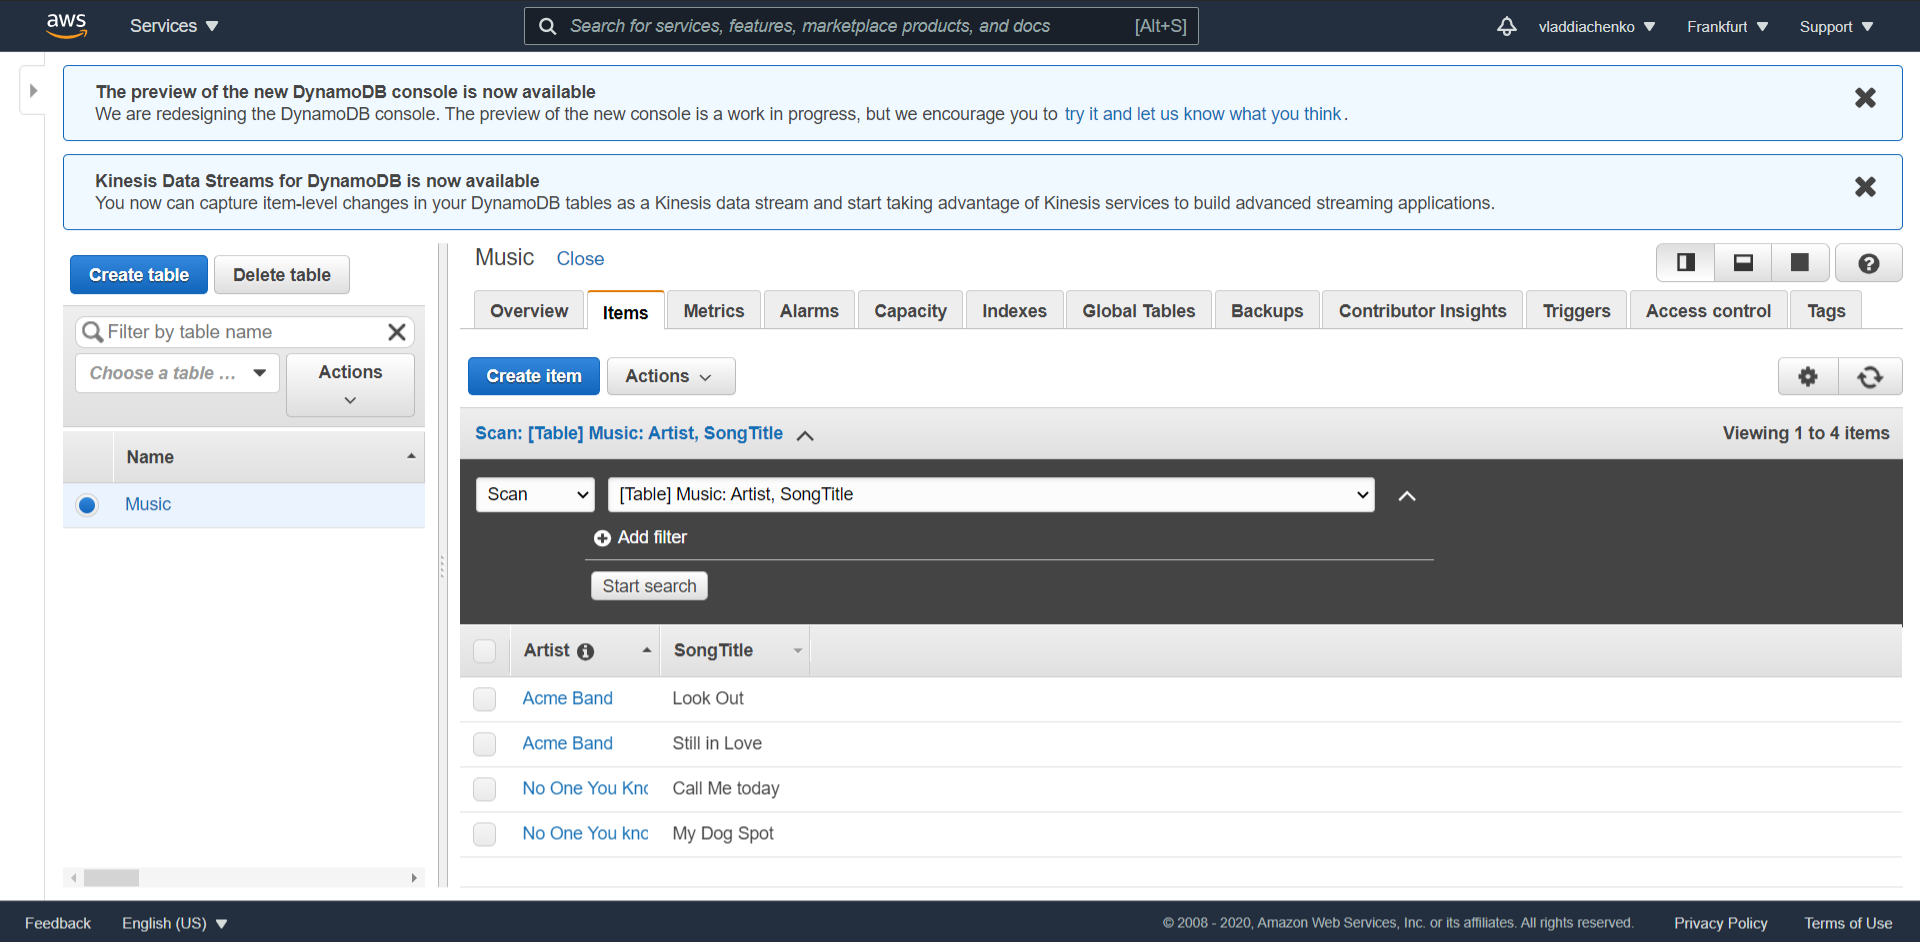 aws Services Search for services, features, marketplace products, and docs [Alt+S] vladdiachenko Frankfurt Support
The preview of the new DynamoDB console is now available
We are redesigning the DynamoDB console. The preview of the new console is a work in progress, but we encourage you to try it and let us know what you think.
Kinesis Data Streams for DynamoDB is now available
You now can capture item-level changes in your DynamoDB tables as a Kinesis data stream and start taking advantage of Kinesis services to build advanced streaming applications.
Create table Delete table
Filter by table name
Choose a table ... Actions
Name
Music
Music Close
Overview Items Metrics Alarms Capacity Indexes Global Tables Backups Contributor Insights Triggers Access control Tags
Create item Actions
Scan: [Table] Music: Artist, SongTitle Viewing 1 to 4 items
Scan [Table] Music: Artist, SongTitle
Add filter
Start search
Artist SongTitle
Acme Band Look Out
Acme Band Still in Love
No One You Kno Call Me today
No One You kno My Dog Spot
Feedback English (US) © 2008 - 2020, Amazon Web Services, Inc. or its affiliates. All rights reserved. Privacy Policy Terms of Use